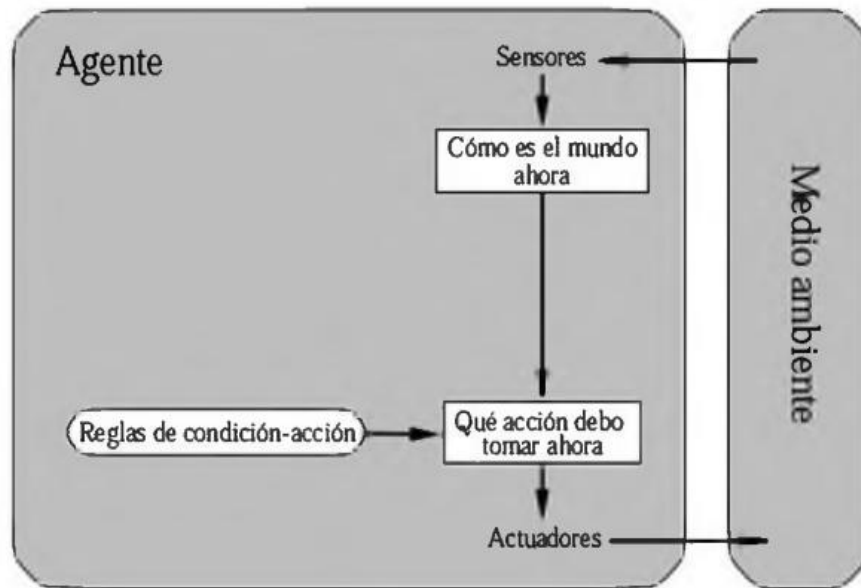 Agente
Sensores
Cómo es el mundo
ahora
Medio ambiente
Reglas de condición-acción
Qué acción debo
tomar ahora
Actuadores